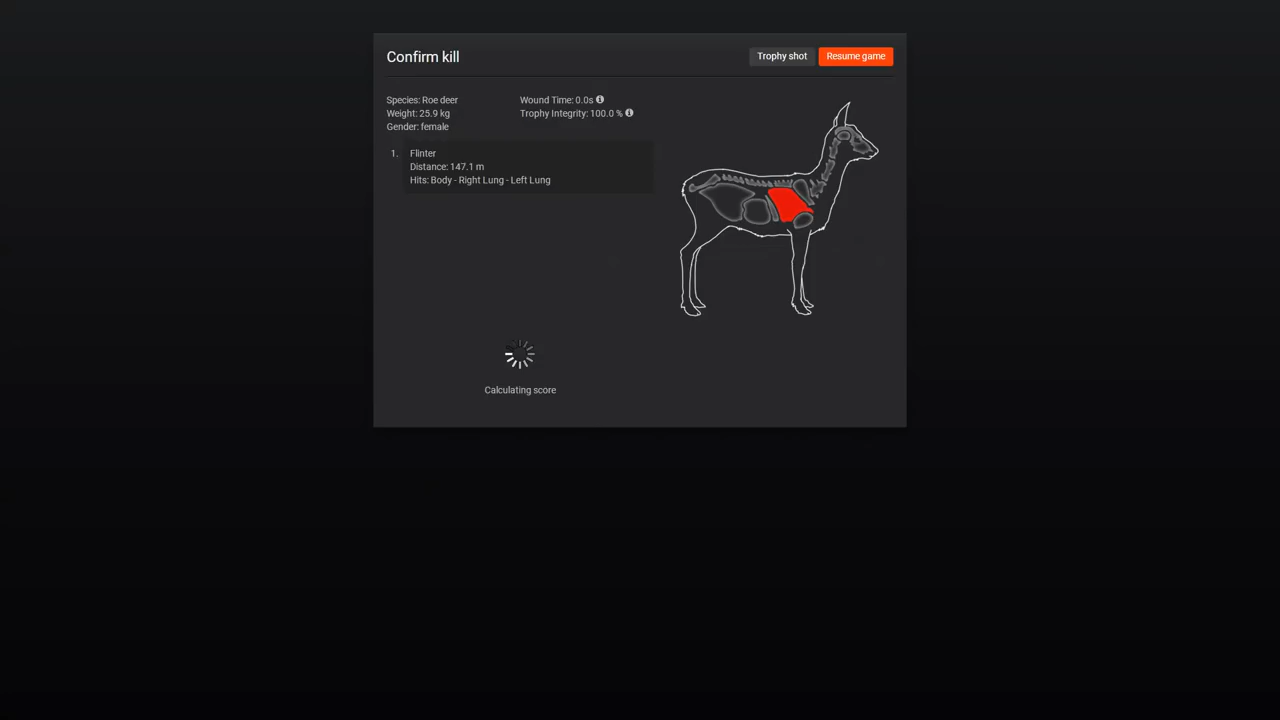 Confirm kill
Trophy shot
Resume game
Species: Roe deer
Weight: 25.9 kg
Gender: female
Wound Time: 0.0s
Trophy Integrity: 100.0 %
1.
Flinter
Distance: 147.1 m
Hits: Body - Right Lung - Left Lung
Calculating score